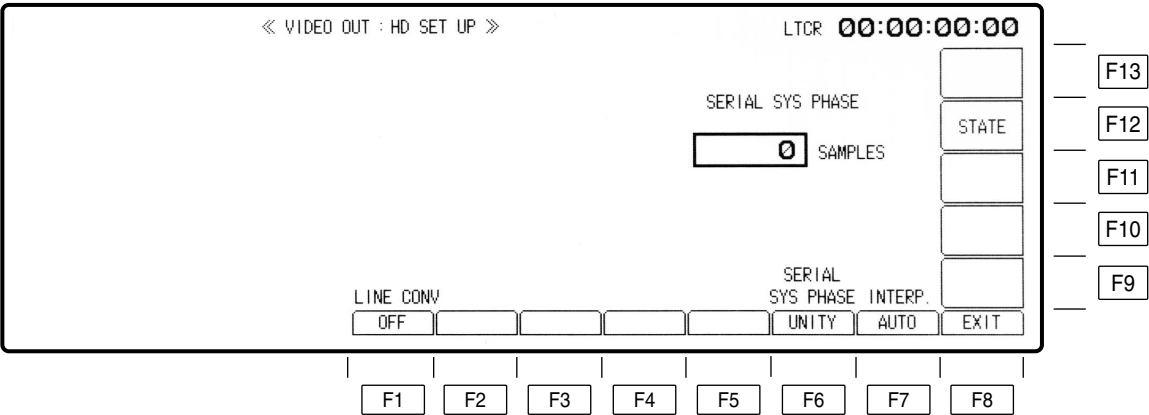 ≪ VIDEO OUT : HD SET UP ≫ LTCR 00:00:00:00
F13
SERIAL SYS PHASE
STATE F12
0 SAMPLES
F11
F10
SERIAL
F9
LINE CONV SYS PHASE INTERP.
OFF UNITY AUTO EXIT
F1 F2 F3 F4 F5 F6 F7 F8